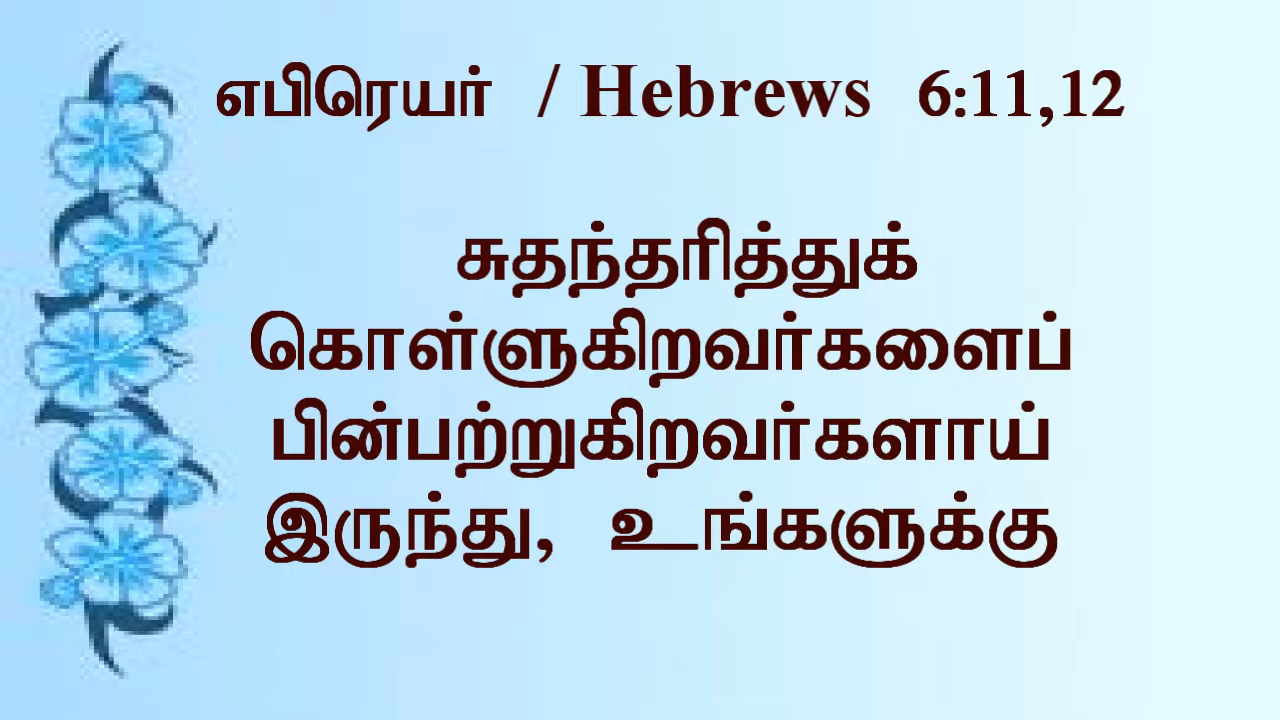 எபிரெயர் / Hebrews 6:11,12
சுதந்தரித்துக்
கொள்ளுகிறவர்களைப்
பின்பற்றுகிறவர்களாய்
இருந்து, உங்களுக்கு